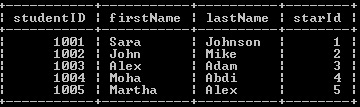 studentID | firstName | lastName | starId
1001 | Sara | Johnson | 1
1002 | John | Mike | 2
1003 | Alex | Adam | 3
1004 | Moha | Abdi | 4
1005 | Martha | Alex | 5